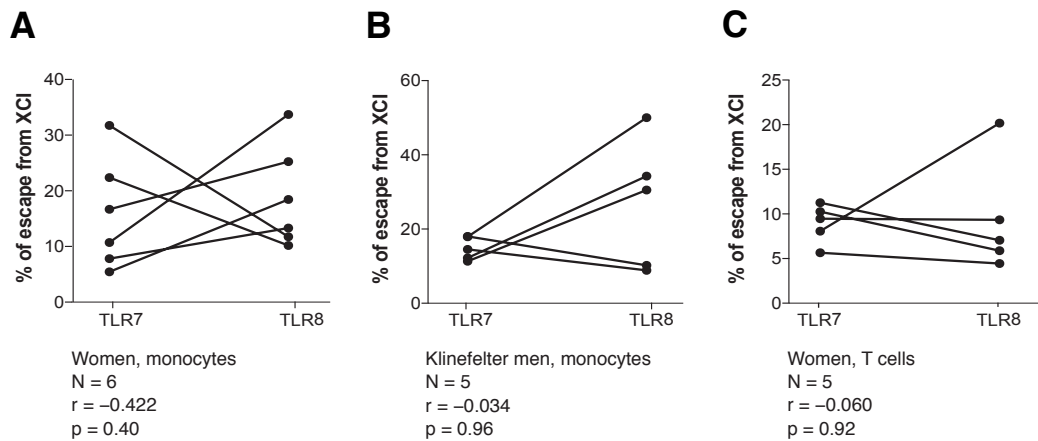 A
% of escape from XCI
40
30
20
10
0
TLR7
TLR8
Women, monocytes
N = 6
r = –0.422
p = 0.40
B
% of escape from XCI
60
40
20
0
TLR7
TLR8
Klinefelter men, monocytes
N = 5
r = –0.034
p = 0.96
C
% of escape from XCI
25
20
15
10
5
0
TLR7
TLR8
Women, T cells
N = 5
r = –0.060
p = 0.92